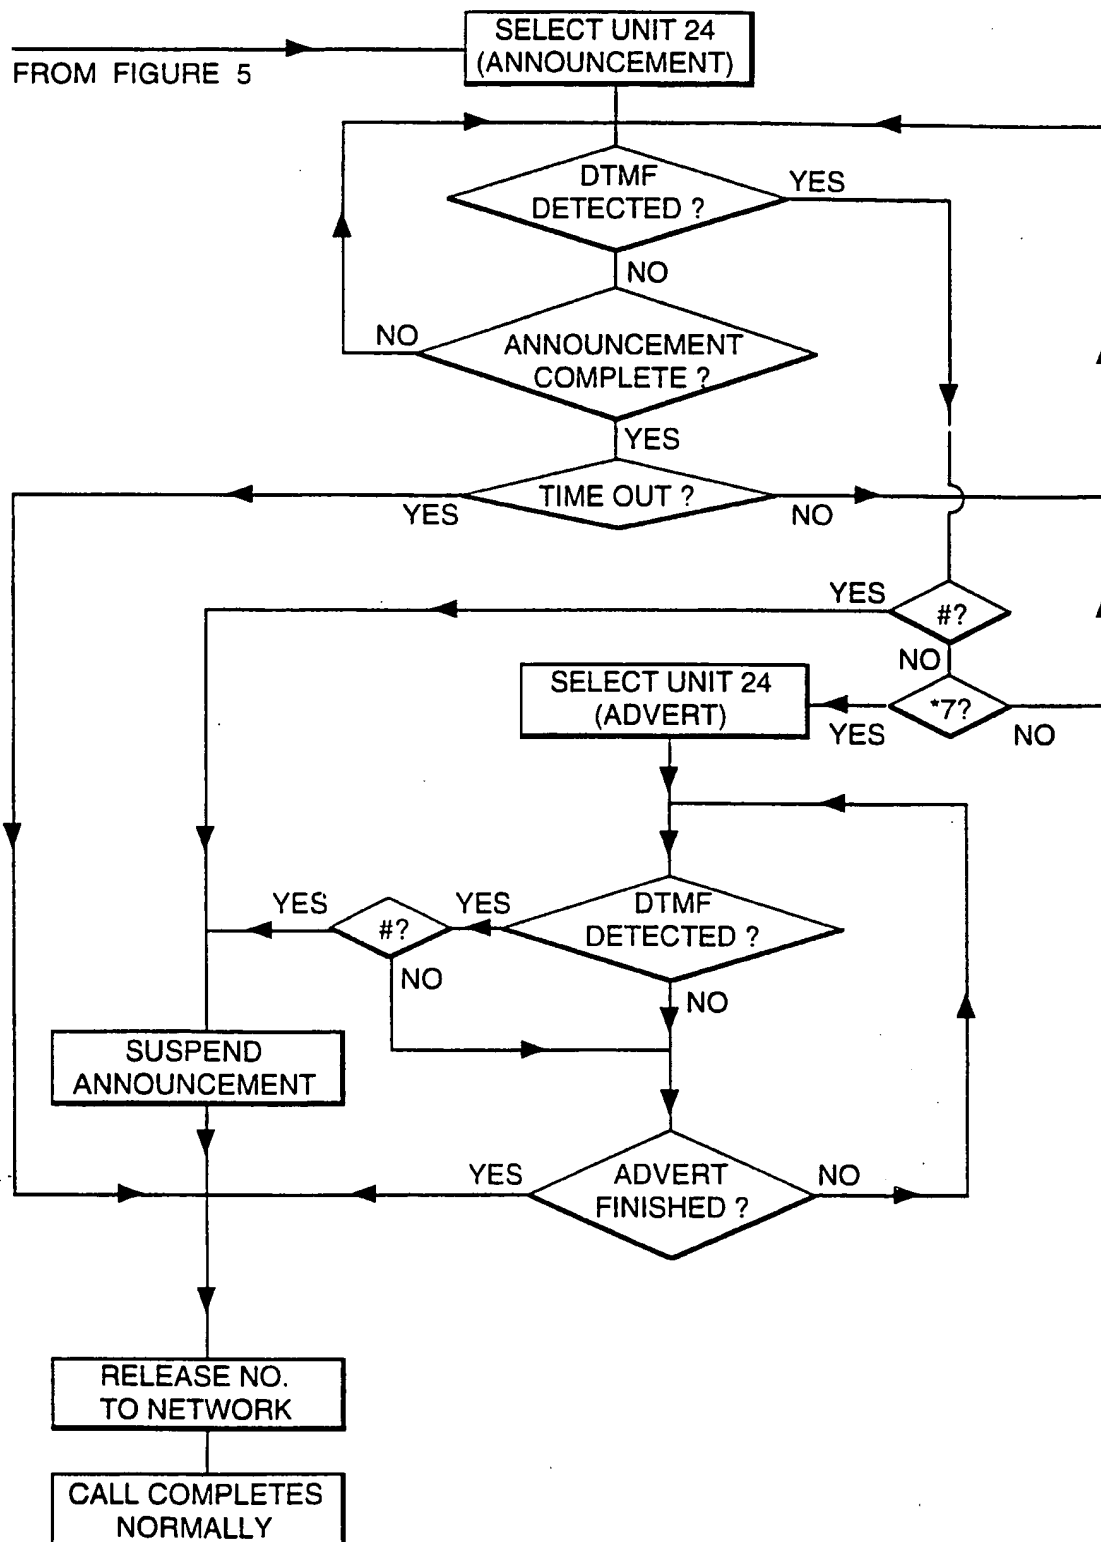 SELECT UNIT 24
(ANNOUNCEMENT)
FROM FIGURE 5
DTMF
DETECTED ?
YES
NO
NO
ANNOUNCEMENT
COMPLETE ?
YES
TIME OUT ?
YES
NO
YES
#?
NO
SELECT UNIT 24
(ADVERT)
*7?
YES
NO
YES
#?
YES
DTMF
DETECTED ?
NO
NO
SUSPEND
ANNOUNCEMENT
YES
ADVERT
FINISHED ?
NO
RELEASE NO.
TO NETWORK
CALL COMPLETES
NORMALLY